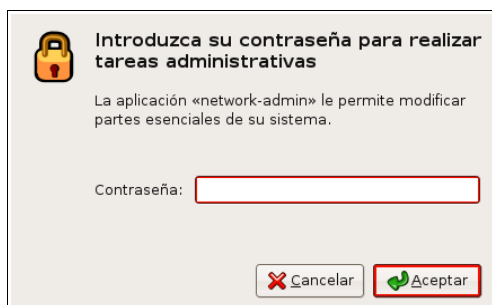 Introduzca su contraseña para realizar
tareas administrativas
La aplicación «network-admin» le permite modificar
partes esenciales de su sistema.
Contraseña:
Cancelar
Aceptar